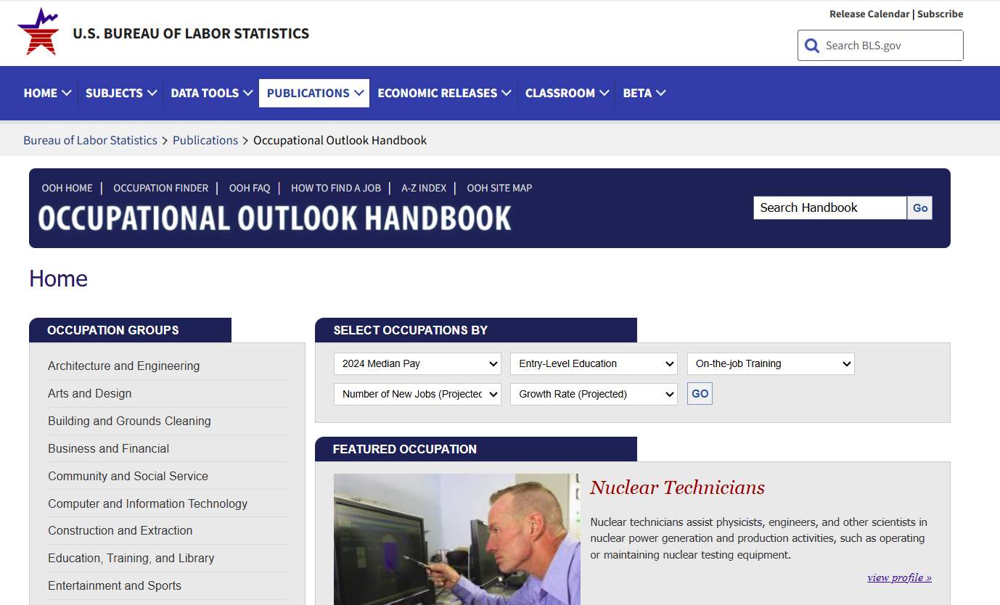 Release Calendar | Subscribe
U.S. BUREAU OF LABOR STATISTICS
Search BLS.gov
HOME SUBJECTS DATA TOOLS PUBLICATIONS ECONOMIC RELEASES CLASSROOM BETA
Bureau of Labor Statistics > Publications > Occupational Outlook Handbook
OOH HOME | OCCUPATION FINDER | OOH FAQ | HOW TO FIND A JOB | A-Z INDEX | OOH SITE MAP
OCCUPATIONAL OUTLOOK HANDBOOK
Search Handbook Go
Home
OCCUPATION GROUPS
Architecture and Engineering
Arts and Design
Building and Grounds Cleaning
Business and Financial
Community and Social Service
Computer and Information Technology
Construction and Extraction
Education, Training, and Library
Entertainment and Sports
SELECT OCCUPATIONS BY
2024 Median Pay Entry-Level Education On-the-job Training
Number of New Jobs (Projected Growth Rate (Projected) GO
FEATURED OCCUPATION
Nuclear Technicians
Nuclear technicians assist physicists, engineers, and other scientists in
nuclear power generation and production activities, such as operating
or maintaining nuclear testing equipment.
view profile »